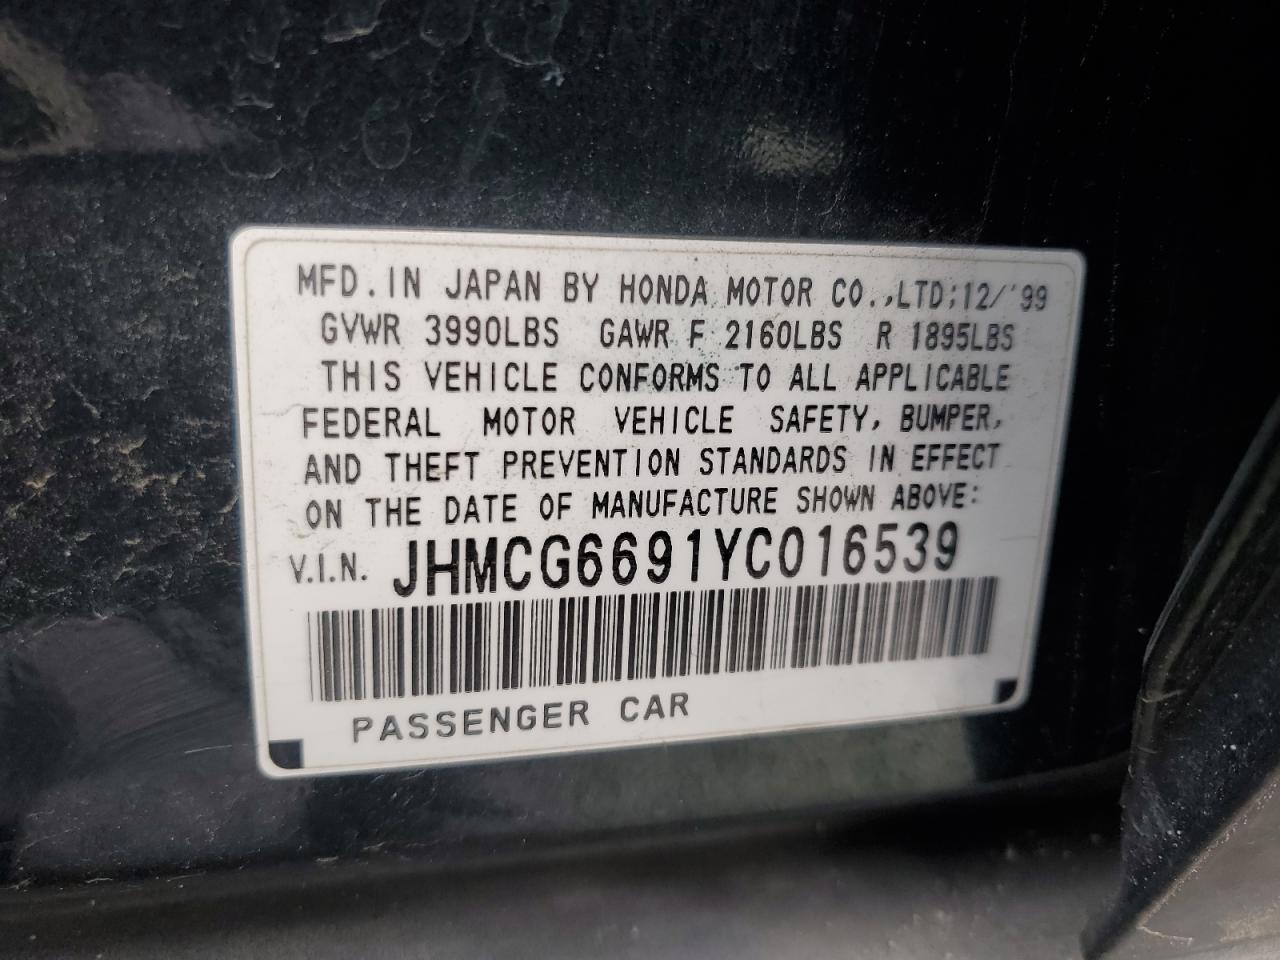 MFD. IN JAPAN BY HONDA MOTOR CO.,LTD;12/'99
GVWR 3990LBS GAWR F 2160LBS R 1895LBS
THIS VEHICLE CONFORMS TO ALL APPLICABLE
FEDERAL MOTOR VEHICLE SAFETY, BUMPER,
AND THEFT PREVENTION STANDARDS IN EFFECT
ON THE DATE OF MANUFACTURE SHOWN ABOVE:
V.I.N. JHMCG6691YC016539
PASSENGER CAR